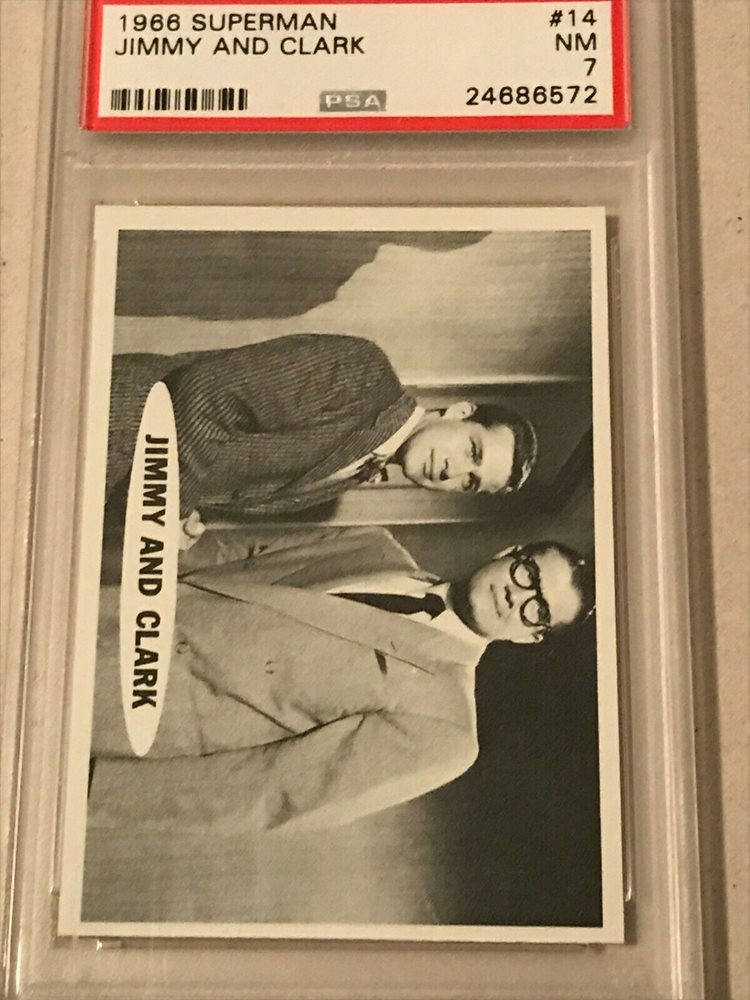 1966 SUPERMAN #14
JIMMY AND CLARK NM
7
PSA 24686572
JIMMY AND CLARK